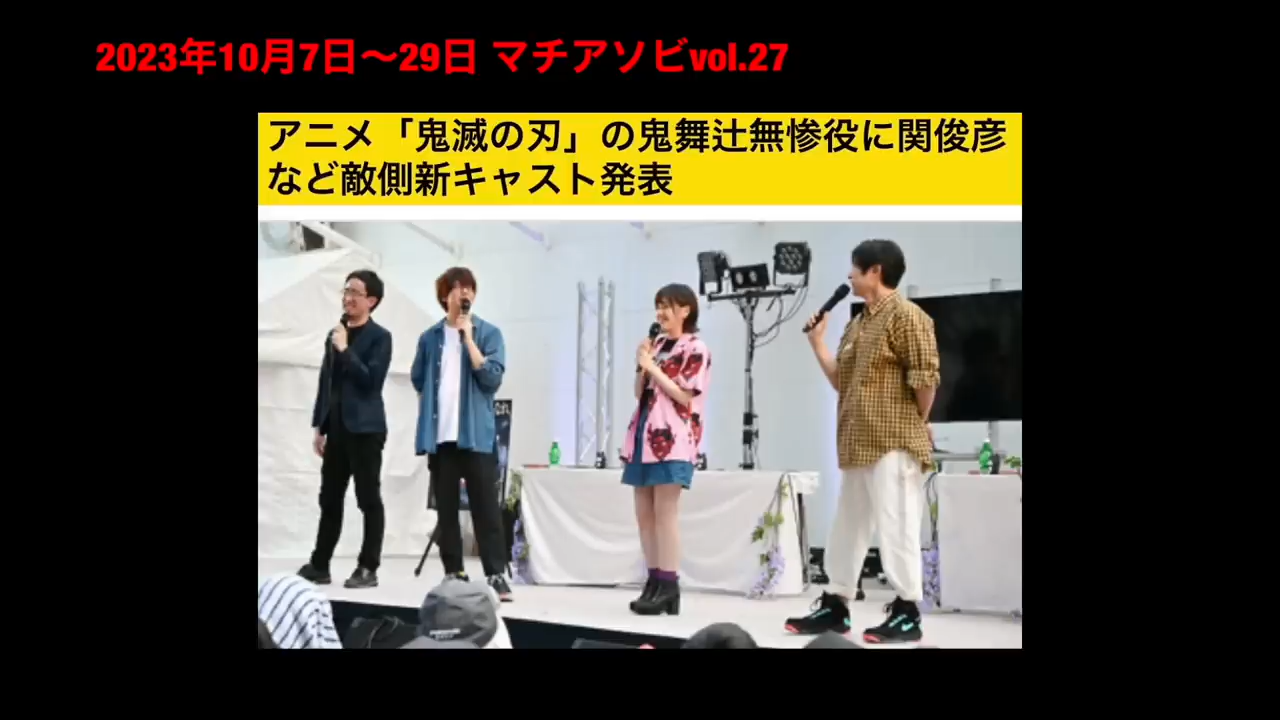 2023年10月7日〜29日 マチアソビvol.27
アニメ「鬼滅の刃」の鬼舞辻無惨役に関俊彦
など敵側新キャスト発表